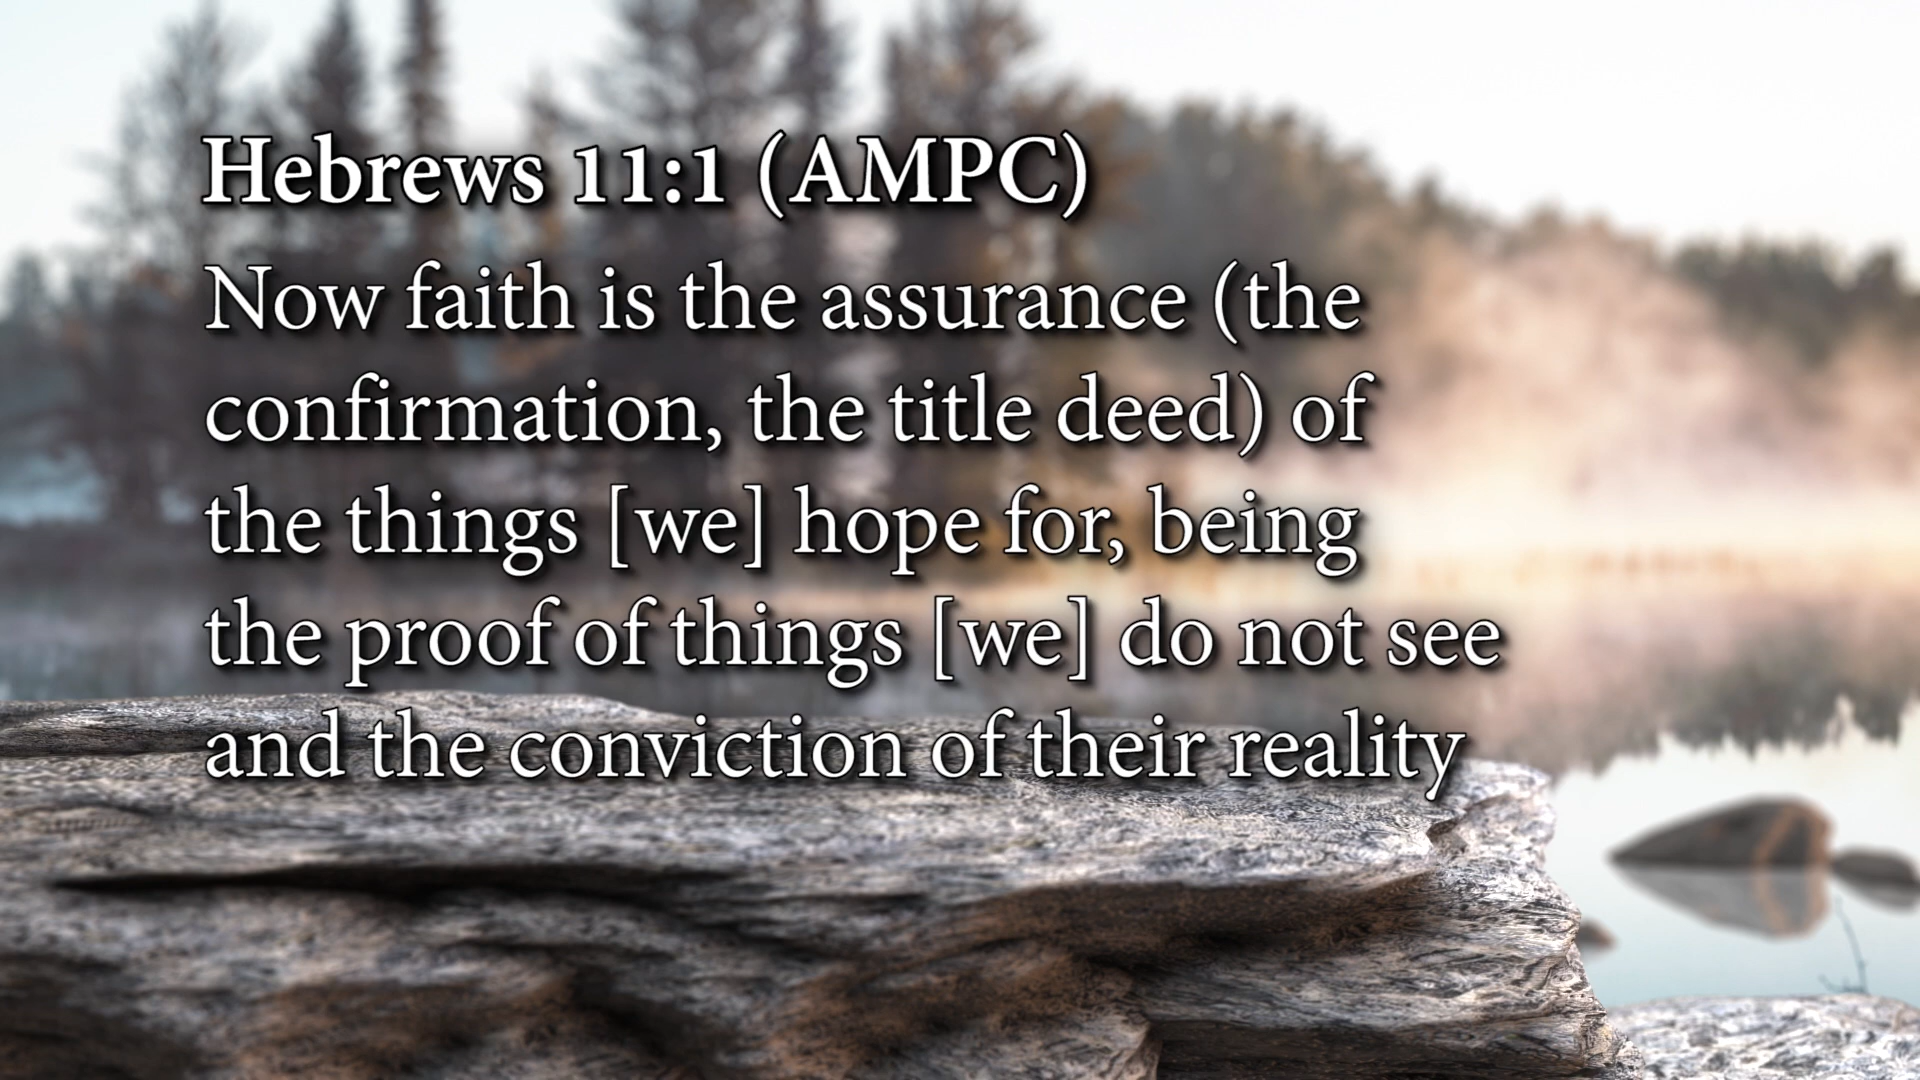 Hebrews 11:1 (AMPC)
Now faith is the assurance (the
confirmation, the title deed) of
the things [we] hope for, being
the proof of things [we] do not see
and the conviction of their reality